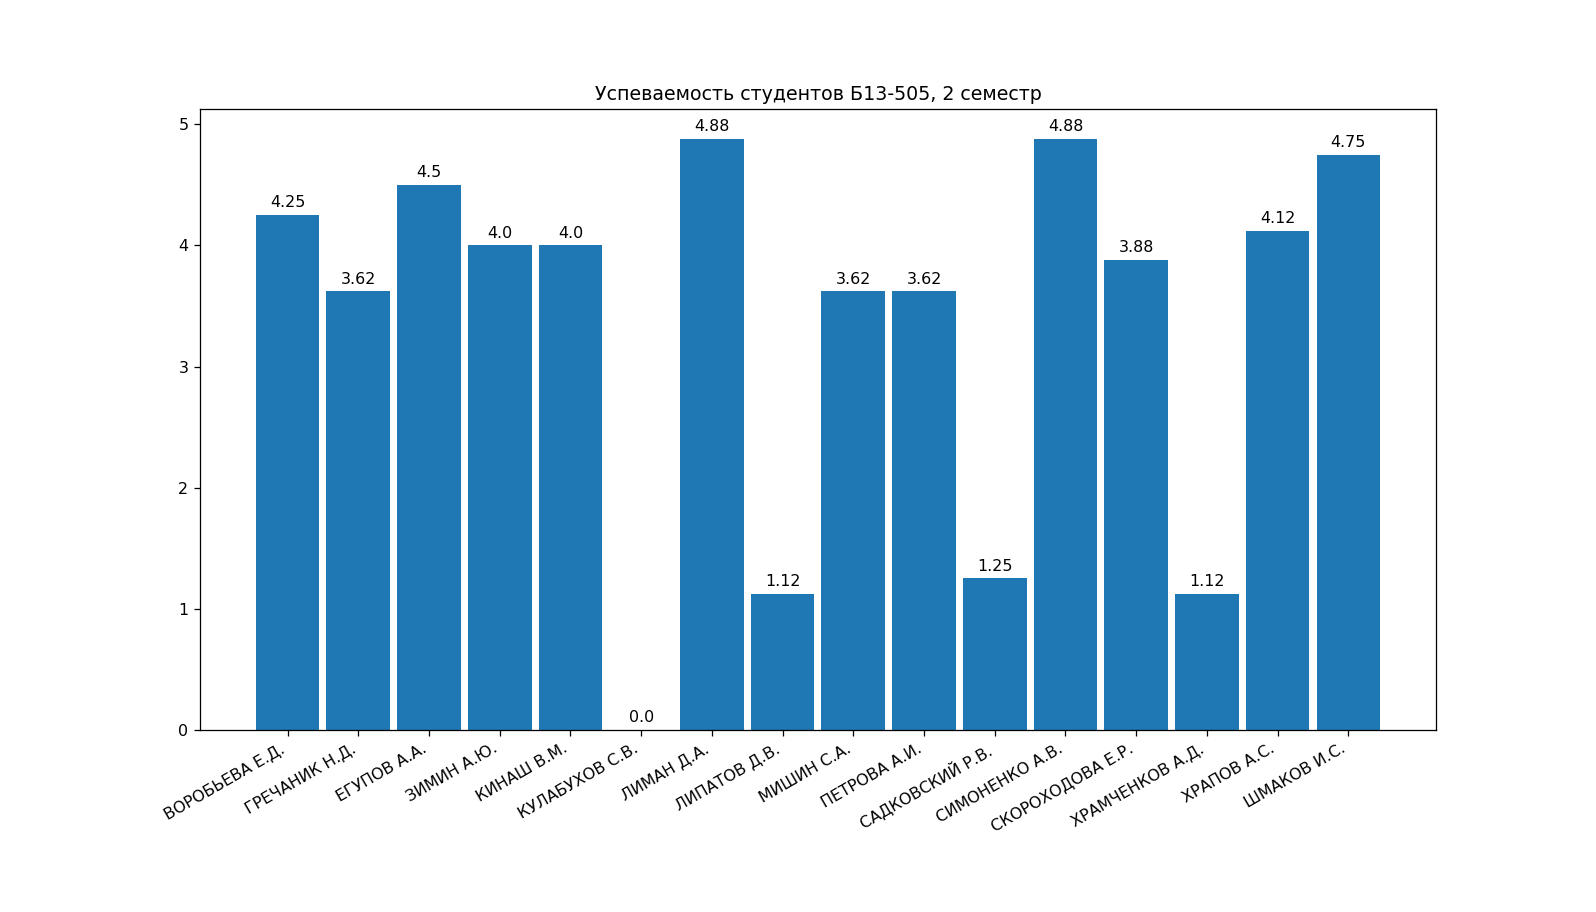 Успеваемость студентов Б13-505, 2 семестр
5
4
3
2
1
0
4.25
3.62
4.5
4.0
4.0
0.0
4.88
1.12
3.62
3.62
1.25
4.88
3.88
1.12
4.12
4.75
ВОРОБЬЕВА Е.Д.
ГРЕЧАНИК Н.Д.
ЕГУПОВ А.А.
ЗИМИН А.Ю.
КИНАШ В.М.
КУЛАБУХОВ С.В.
ЛИМАН Д.А.
ЛИПАТОВ Д.В.
МИШИН С.А.
ПЕТРОВА А.И.
САДКОВСКИЙ Р.В.
СИМОНЕНКО А.В.
СКОРОХОДОВА Е.Р.
ХРАМЧЕНКОВ А.Д.
ХРАПОВ А.С.
ШМАКОВ И.С.